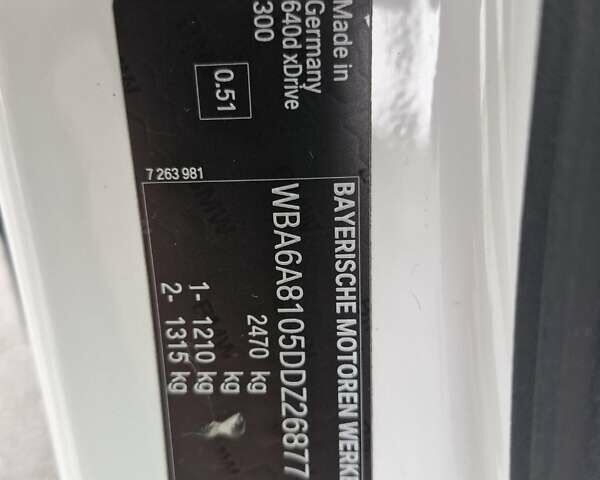 BAYERISCHE MOTOREN WERKE
WBA6A8105DDZ26877
2470 kg
1- 1210 kg
2- 1315 kg
Made in
Germany
640d xDrive
300
0.51
7 263 981